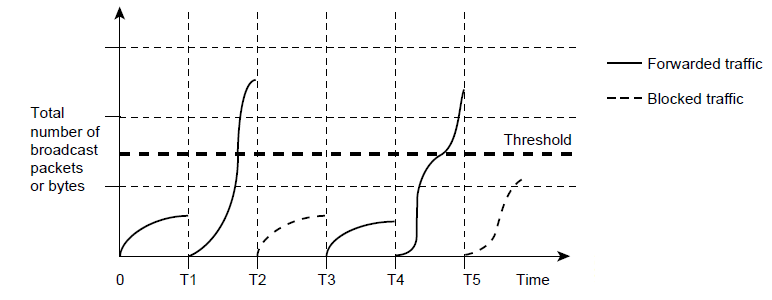 Forwarded traffic
Blocked traffic
Total
number of
broadcast
packets
or bytes
Threshold
0 T1 T2 T3 T4 T5 Time